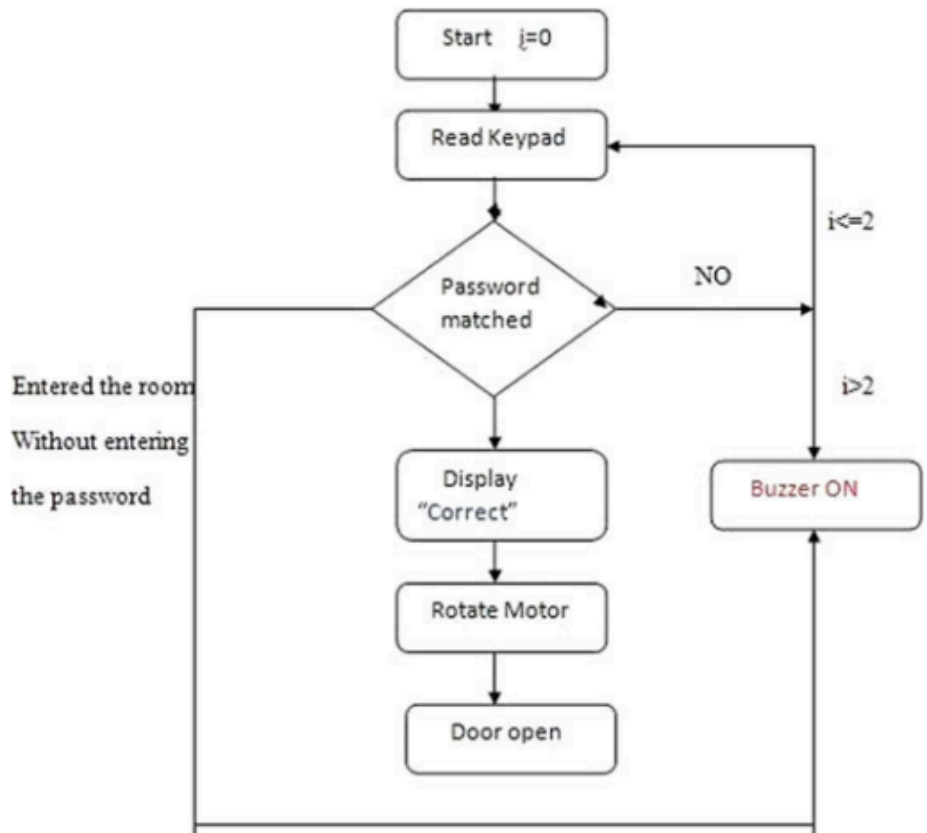 Start i=0
Read Keypad
i<=2
NO
Password
matched
Entered the room
Without entering
the password
i>2
Display
“Correct”
Buzzer ON
Rotate Motor
Door open